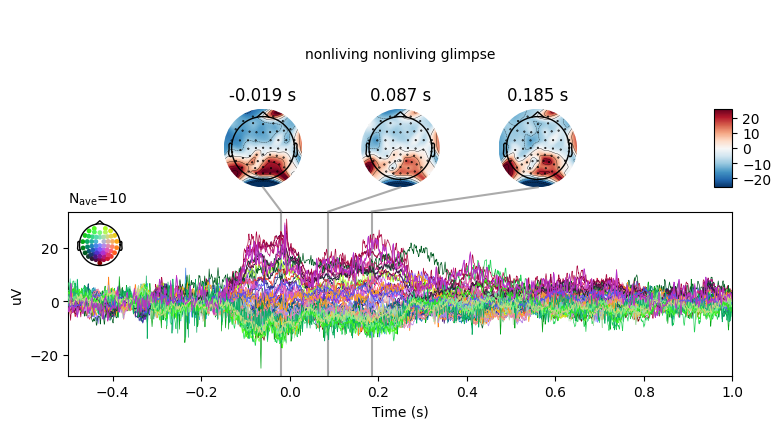 nonliving nonliving glimpse
-0.019 s 0.087 s 0.185 s
20
10
0
−10
−20
Nave=10
20
0
−20
uV
−0.4 −0.2 0.0 0.2 0.4 0.6 0.8 1.0
Time (s)